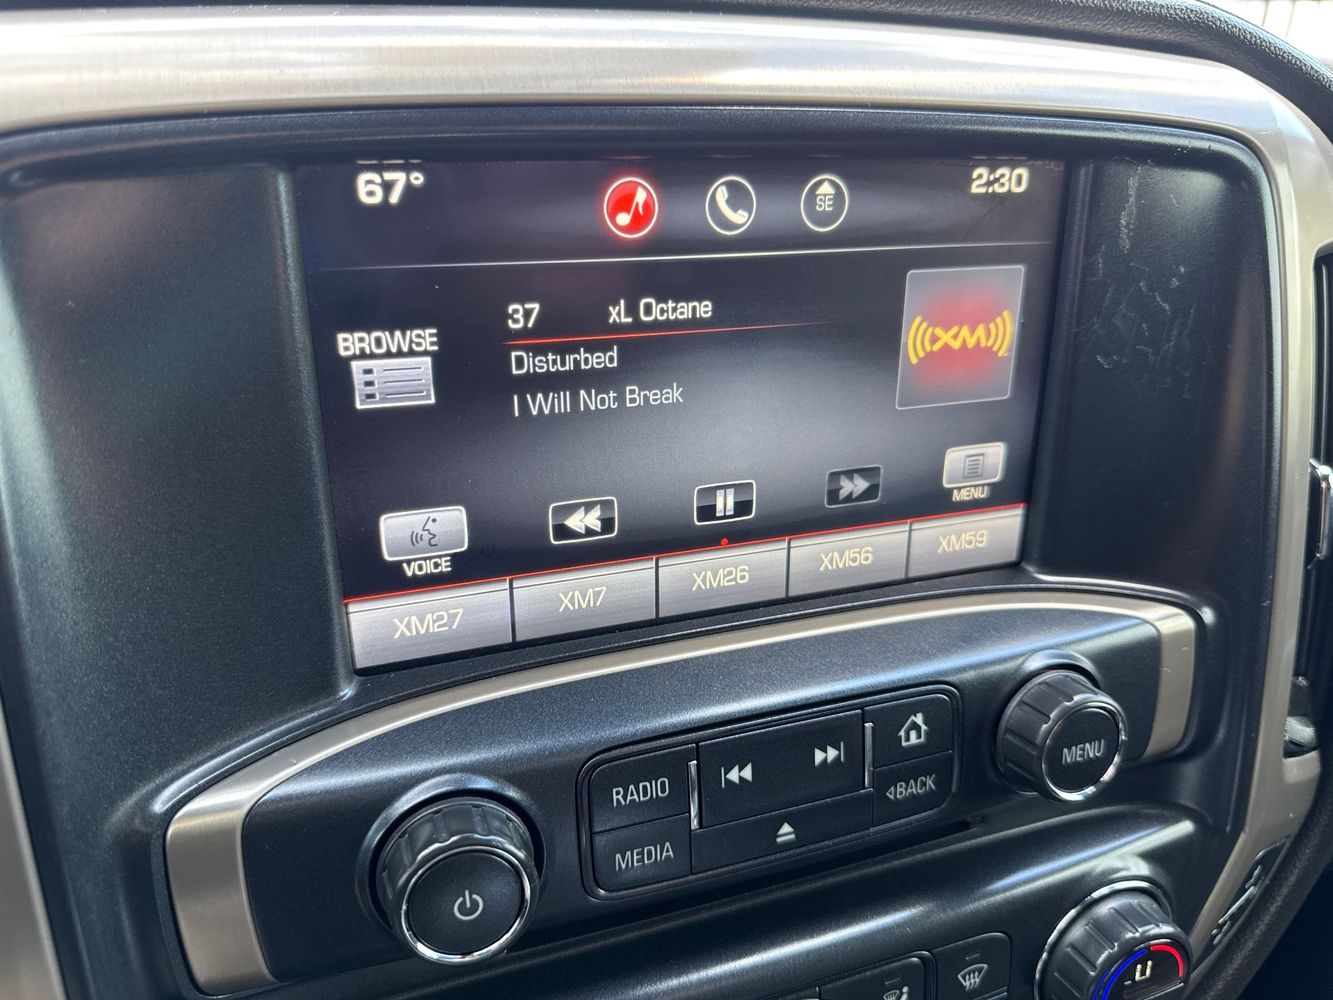 67°
SE
2:30
37 xL Octane
BROWSE
Disturbed
I Will Not Break
XM
MENU
VOICE
XM27 XM7 XM26 XM56 XM59
RADIO
MEDIA
BACK
MENU